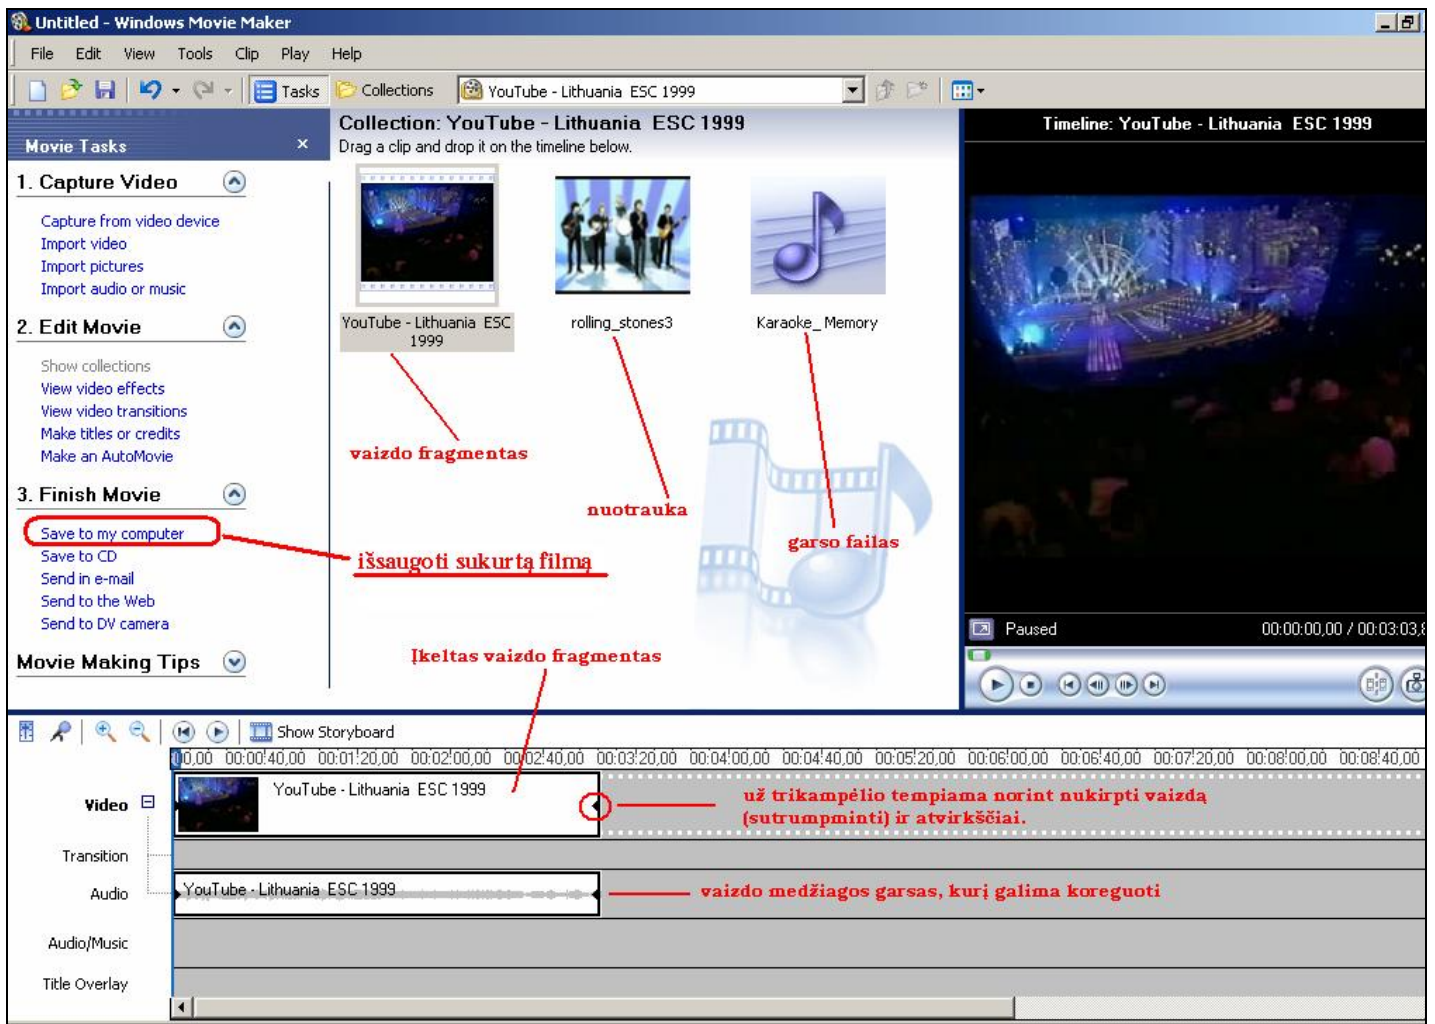 Untitled - Windows Movie Maker
File Edit View Tools Clip Play Help
Tasks Collections YouTube - Lithuania ESC 1999
Movie Tasks
1. Capture Video
Capture from video device
Import video
Import pictures
Import audio or music
2. Edit Movie
Show collections
View video effects
View video transitions
Make titles or credits
Make an AutoMovie
3. Finish Movie
Save to my computer
Save to CD
Send in e-mail
Send to the Web
Send to DV camera
Movie Making Tips
Collection: YouTube - Lithuania ESC 1999
Drag a clip and drop it on the timeline below.
YouTube - Lithuania ESC
1999
rolling_stones3
Karaoke_ Memory
vaizdo fragmentas
nuotrauka
garso failas
išsaugoti sukurtą filmą
Įkeltas vaizdo fragmentas
Timeline: YouTube - Lithuania ESC 1999
Paused 00:00:00,00 / 00:03:03,8
Show Storyboard
00,00 00:00:40,00 00:01:20,00 00:02:00,00 00:02:40,00 00:03:20,00 00:04:00,00 00:04:40,00 00:05:20,00 00:06:00,00 00:06:40,00 00:07:20,00 00:08:00,00 00:08:40,00
Video
YouTube - Lithuania ESC 1999
už trikampėlio tempiama norint nukirpti vaizdą
(sutrumpminti) ir atvirkščiai.
Transition
Audio
YouTube - Lithuania ESC 1999
vaizdo medžiagos garsas, kurį galima koreguoti
Audio/Music
Title Overlay